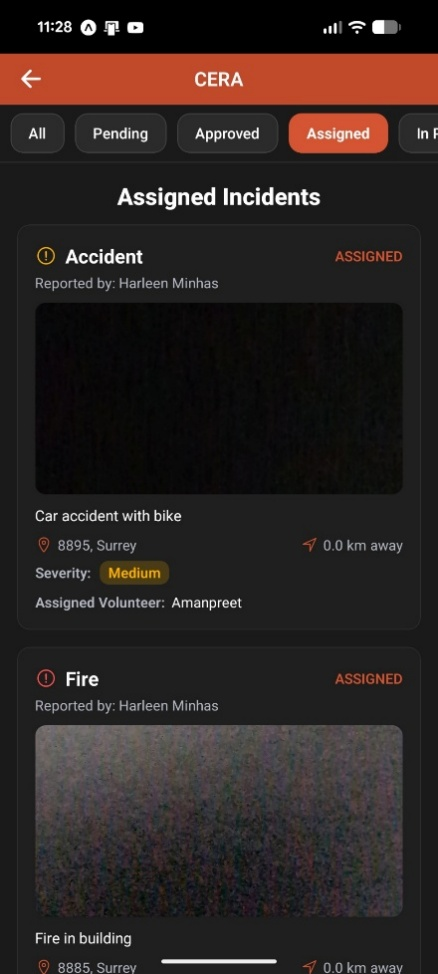 11:28
CERA
All Pending Approved Assigned In P
Assigned Incidents
Accident ASSIGNED
Reported by: Harleen Minhas
Car accident with bike
8895, Surrey 0.0 km away
Severity: Medium
Assigned Volunteer: Amanpreet
Fire ASSIGNED
Reported by: Harleen Minhas
Fire in building
8885, Surrey 0.0 km away